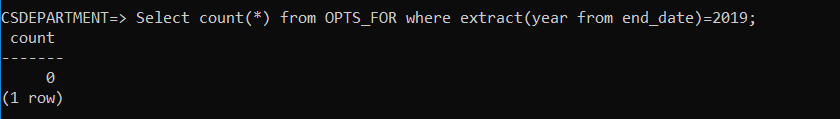 CSDEPARTMENT=> Select count(*) from OPTS_FOR where extract(year from end_date)=2019;
 count
-------
     0
(1 row)